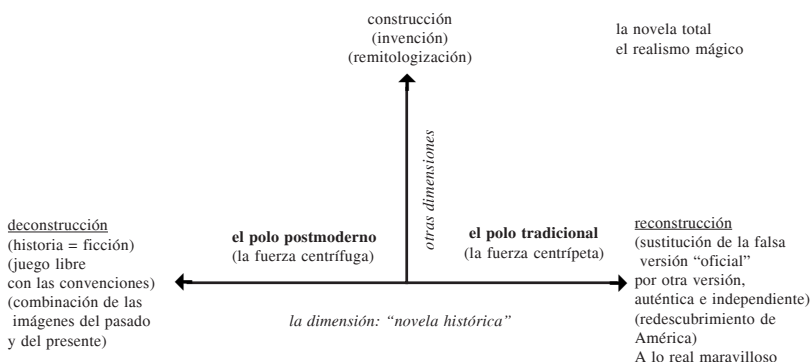 construcción
(invención)
(remitologización)
la novela total
el realismo mágico
otras dimensiones
deconstrucción
(historia = ficción)
(juego libre
con las convenciones)
(combinación de las
imágenes del pasado
y del presente)
el polo postmoderno
(la fuerza centrífuga)
el polo tradicional
(la fuerza centrípeta)
la dimensión: “novela histórica”
reconstrucción
(sustitución de la falsa
versión “oficial”
por otra versión,
auténtica e independiente)
(redescubrimiento de
América)
A lo real maravilloso